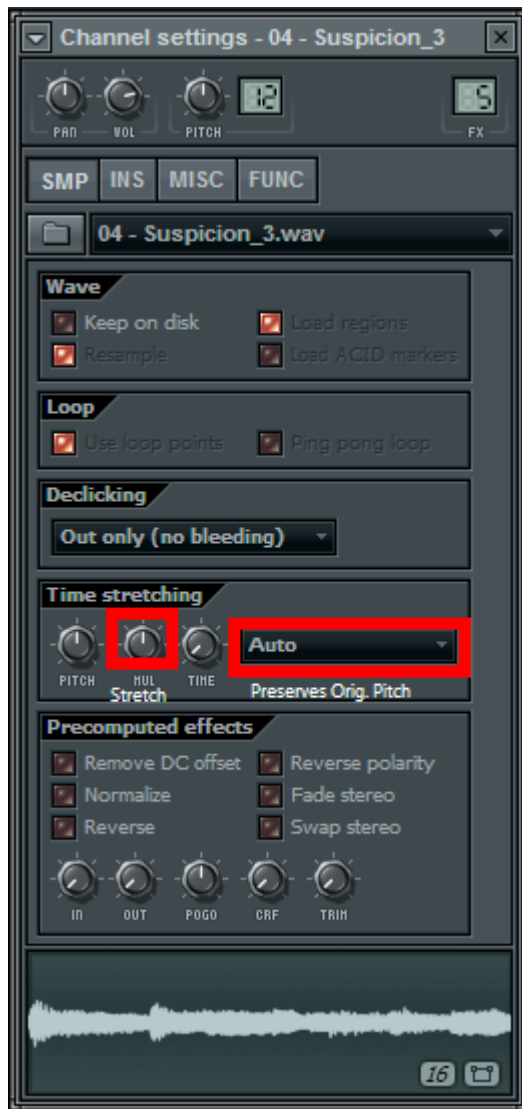 Channel settings - 04 - Suspicion_3
12 5
PAN VOL PITCH FX
SMP INS MISC FUNC
04 - Suspicion_3.wav
Wave
Keep on disk Load regions
Resample Load ACID markers
Loop
Use loop points Ping pong loop
Declicking
Out only (no bleeding)
Time stretching
Auto
PITCH MUL TIME
Stretch Preserves Orig. Pitch
Precomputed effects
Remove DC offset Reverse polarity
Normalize Fade stereo
Reverse Swap stereo
IN OUT POGO CRF TRIM
16